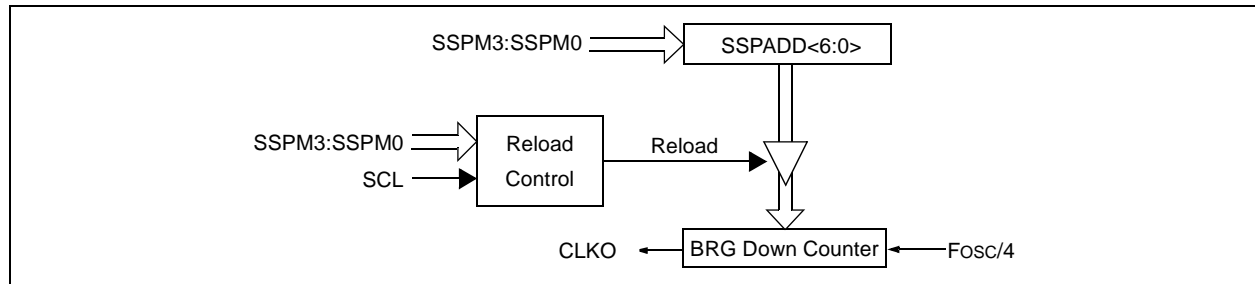 SSPM3:SSPM0
SSPADD<6:0>
SSPM3:SSPM0
SCL
Reload
Control
Reload
CLKO
BRG Down Counter
FOSC/4